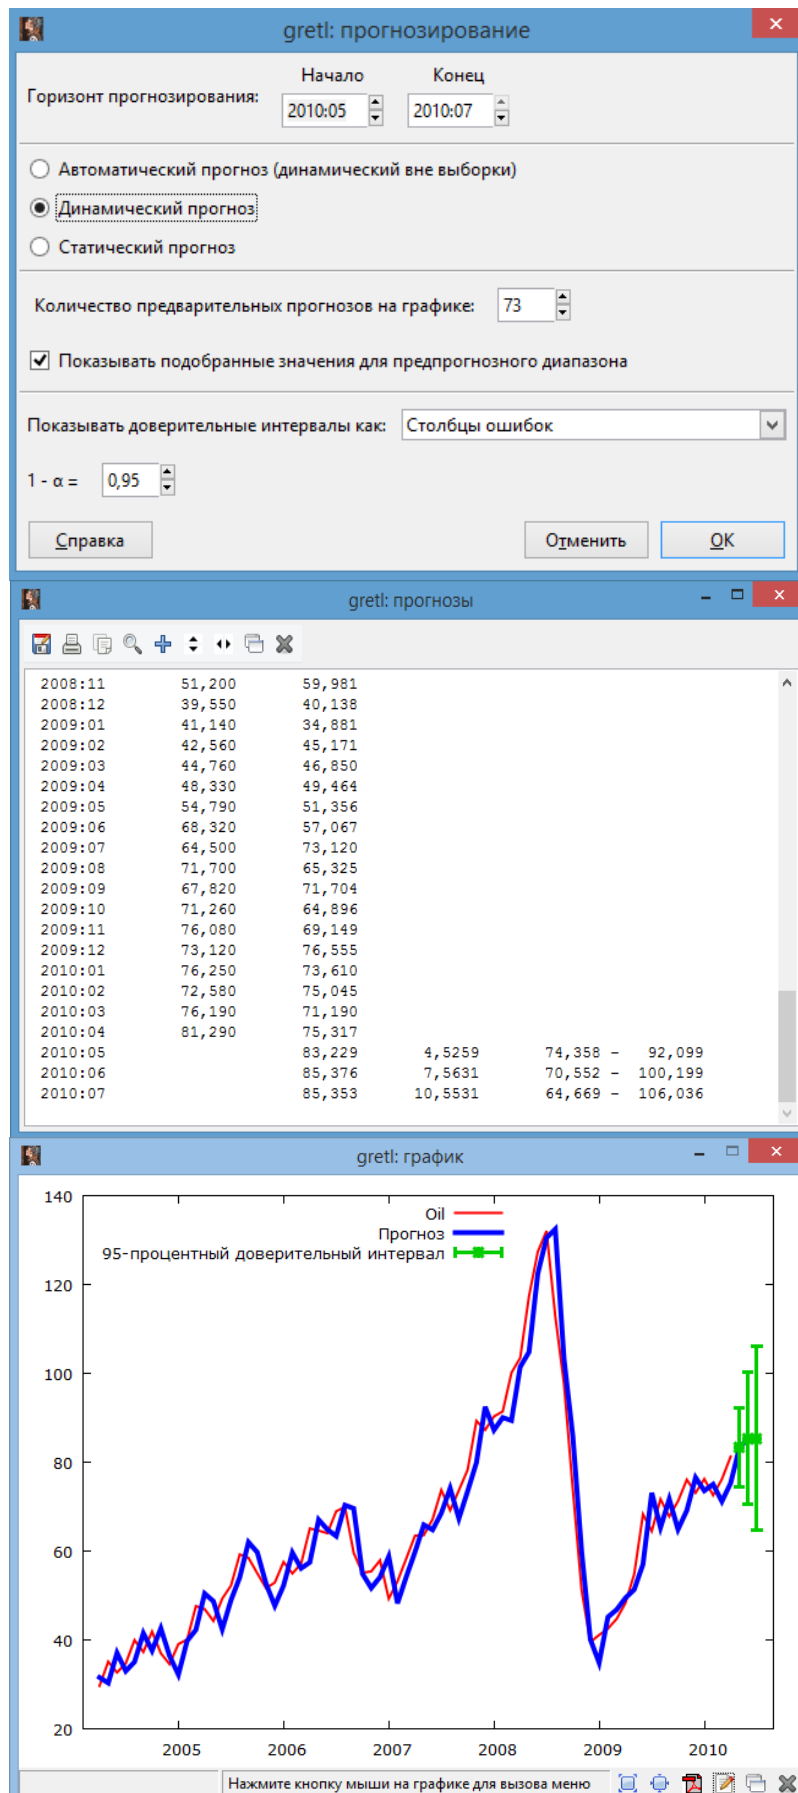 gretl: прогнозирование
Начало Конец
Горизонт прогнозирования: 2010:05 2010:07
Автоматический прогноз (динамический вне выборки)
Динамический прогноз
Статический прогноз
Количество предварительных прогнозов на графике: 73
Показывать подобранные значения для предпрогнозного диапазона
Показывать доверительные интервалы как: Столбцы ошибок
1 - α = 0,95
Справка Отменить OK
gretl: прогнозы
2008:11 51,200 59,981
2008:12 39,550 40,138
2009:01 41,140 34,881
2009:02 42,560 45,171
2009:03 44,760 46,850
2009:04 48,330 49,464
2009:05 54,790 51,356
2009:06 68,320 57,067
2009:07 64,500 73,120
2009:08 71,700 65,325
2009:09 67,820 71,704
2009:10 71,260 64,896
2009:11 76,080 69,149
2009:12 73,120 76,555
2010:01 76,250 73,610
2010:02 72,580 75,045
2010:03 76,190 71,190
2010:04 81,290 75,317
2010:05 83,229 4,5259 74,358 - 92,099
2010:06 85,376 7,5631 70,552 - 100,199
2010:07 85,353 10,5531 64,669 - 106,036
gretl: график
140
Oil
Прогноз
95-процентный доверительный интервал
120
100
80
60
40
20
2005 2006 2007 2008 2009 2010
Нажмите кнопку мыши на графике для вызова меню